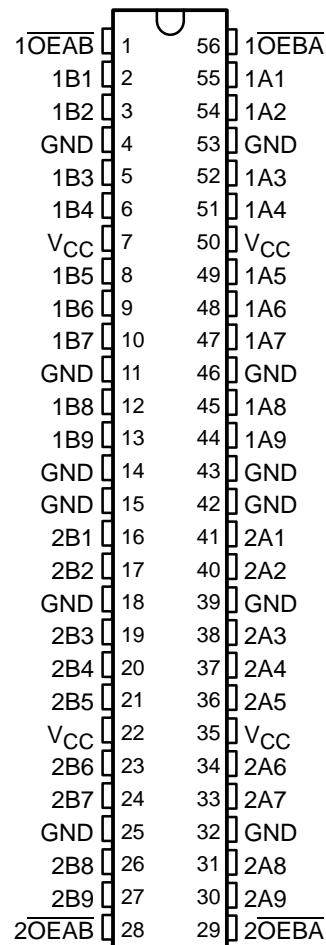 1OEAB 1 56 1OEBA
1B1 2 55 1A1
1B2 3 54 1A2
GND 4 53 GND
1B3 5 52 1A3
1B4 6 51 1A4
VCC 7 50 VCC
1B5 8 49 1A5
1B6 9 48 1A6
1B7 10 47 1A7
GND 11 46 GND
1B8 12 45 1A8
1B9 13 44 1A9
GND 14 43 GND
GND 15 42 GND
2B1 16 41 2A1
2B2 17 40 2A2
GND 18 39 GND
2B3 19 38 2A3
2B4 20 37 2A4
2B5 21 36 2A5
VCC 22 35 VCC
2B6 23 34 2A6
2B7 24 33 2A7
GND 25 32 GND
2B8 26 31 2A8
2B9 27 30 2A9
2OEAB 28 29 2OEBA